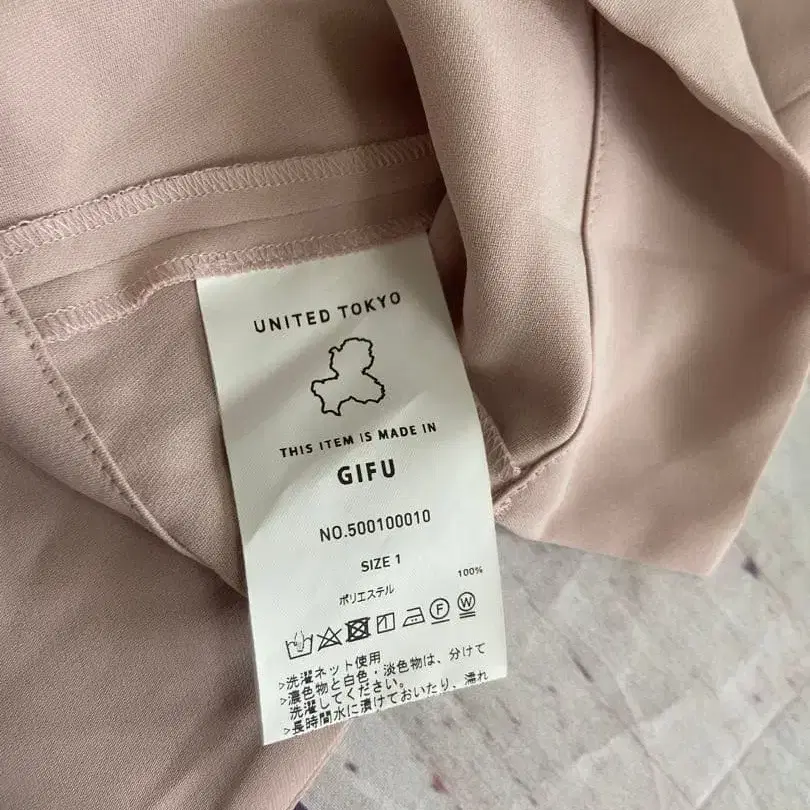 UNITED TOKYO
THIS ITEM IS MADE IN
GIFU
NO.500100010
SIZE 1
100%
ポリエステル
F W
>洗濯ネット使用
>濃色物と白色・淡色物は、分けて
洗濯してください。
>長時間水に漬けておいたり、濡れ